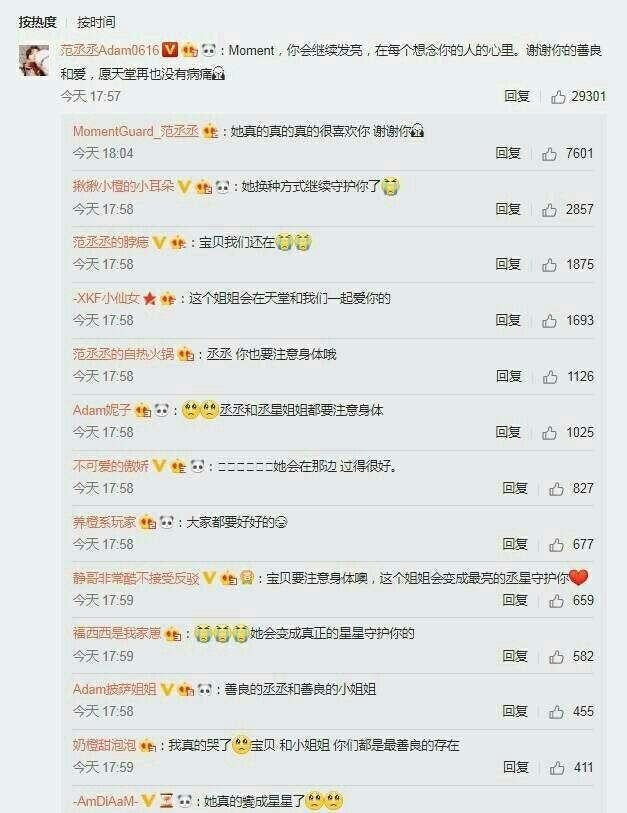 按热度 | 按时间
范丞丞Adam0616：Moment，你会继续发亮，在每个想念你的人的心里。谢谢你的善良
和爱，愿天堂再也没有病痛
今天 17:57 回复 29301
MomentGuard_范丞丞：她真的真的真的很喜欢你 谢谢你
今天 18:04 回复 7601
揪揪小橙的小耳朵：她换种方式继续守护你了😭
今天 17:58 回复 2857
范丞丞的脖痣：宝贝我们还在😭😭
今天 17:58 回复 1875
-XKF小仙女：这个姐姐会在天堂和我们一起爱你的
今天 17:58 回复 1693
范丞丞的自热火锅：丞丞 你也要注意身体哦
今天 17:58 回复 1126
Adam妮子：🥺🥺丞丞和丞星姐姐都要注意身体
今天 17:58 回复 1025
不可爱的傲娇：□□□□□□她会在那边 过得很好。
今天 17:58 回复 827
养橙系玩家：大家都要好好的
今天 17:58 回复 677
静哥非常酷不接受反驳：宝贝要注意身体噢，这个姐姐会变成最亮的丞星守护你❤
今天 17:59 回复 659
福西西是我家崽：😭😭😭她会变成真正的星星守护你的
今天 17:59 回复 582
Adam披萨姐姐：善良的丞丞和善良的小姐姐
今天 17:58 回复 455
奶橙甜泡泡：我真的哭了🥺宝贝 和小姐姐 你们都是最善良的存在
今天 17:59 回复 411
-AmDiAaM-：她真的变成星星了🥺🥺